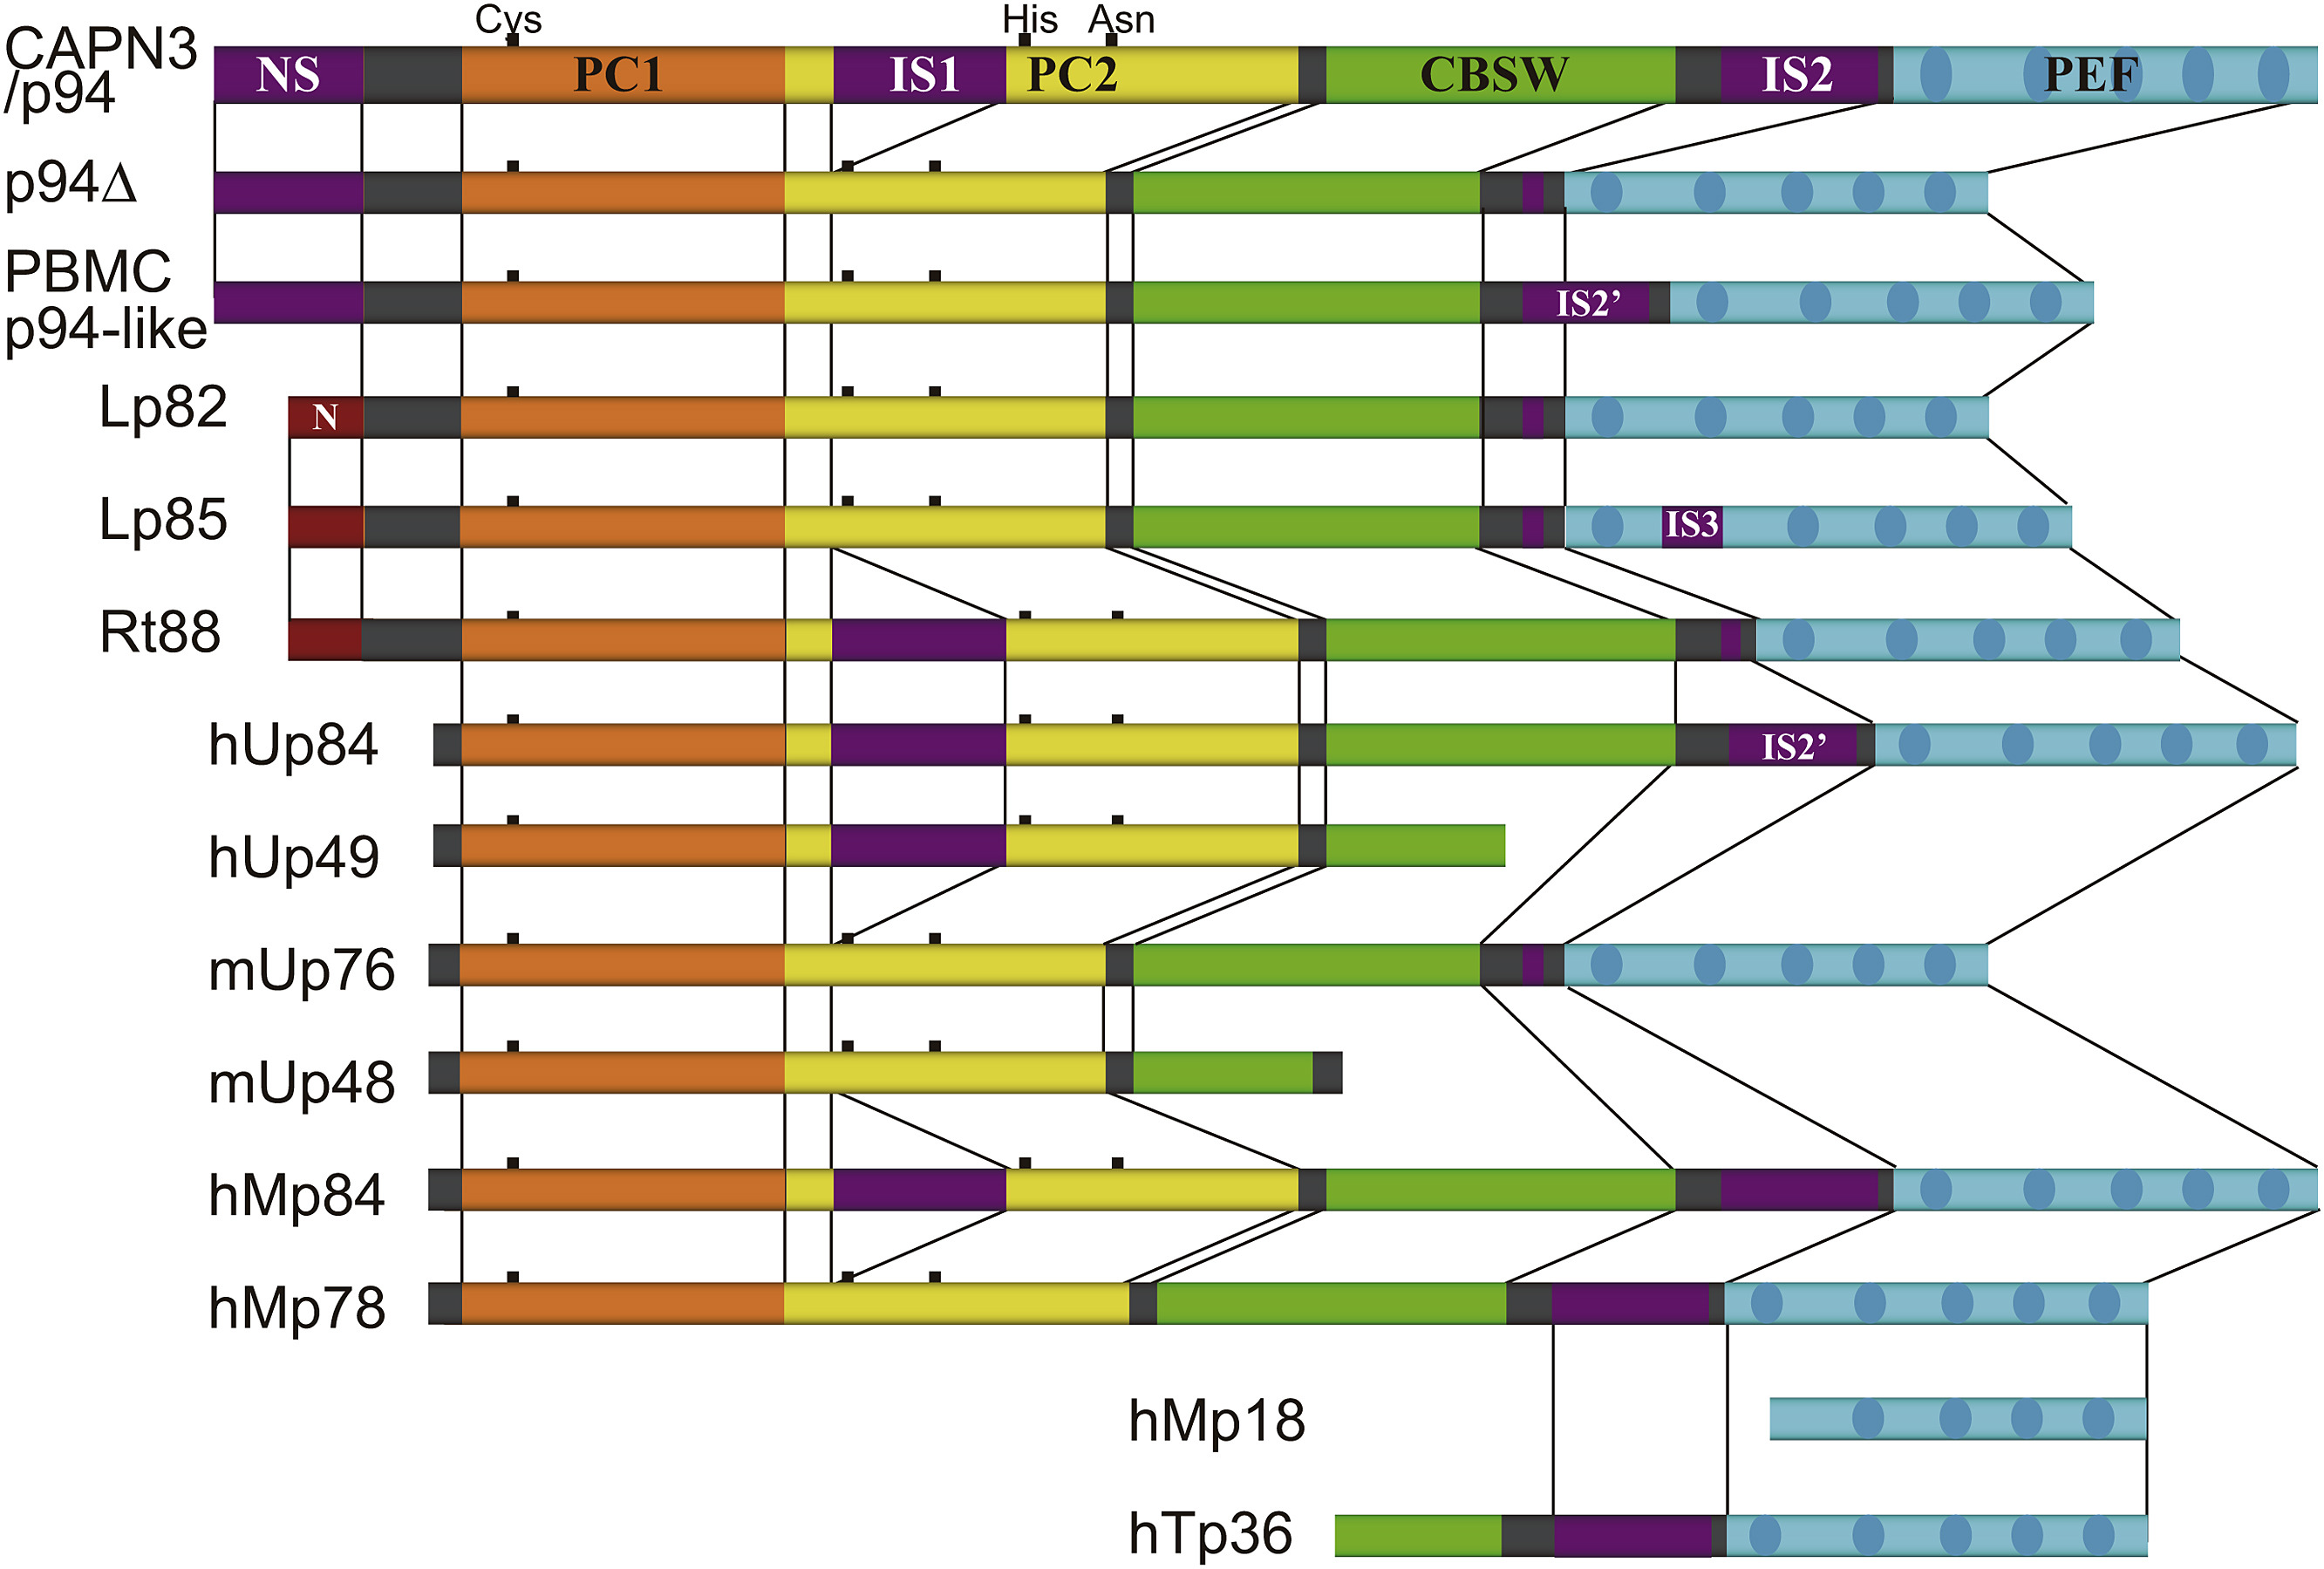 Cys His Asn
CAPN3
/p94
NS PC1 IS1 PC2 CBSW IS2 PEF
p94Δ
PBMC
p94-like
IS2’
Lp82
N
Lp85
IS3
Rt88
hUp84
IS2’
hUp49
mUp76
mUp48
hMp84
hMp78
hMp18
hTp36